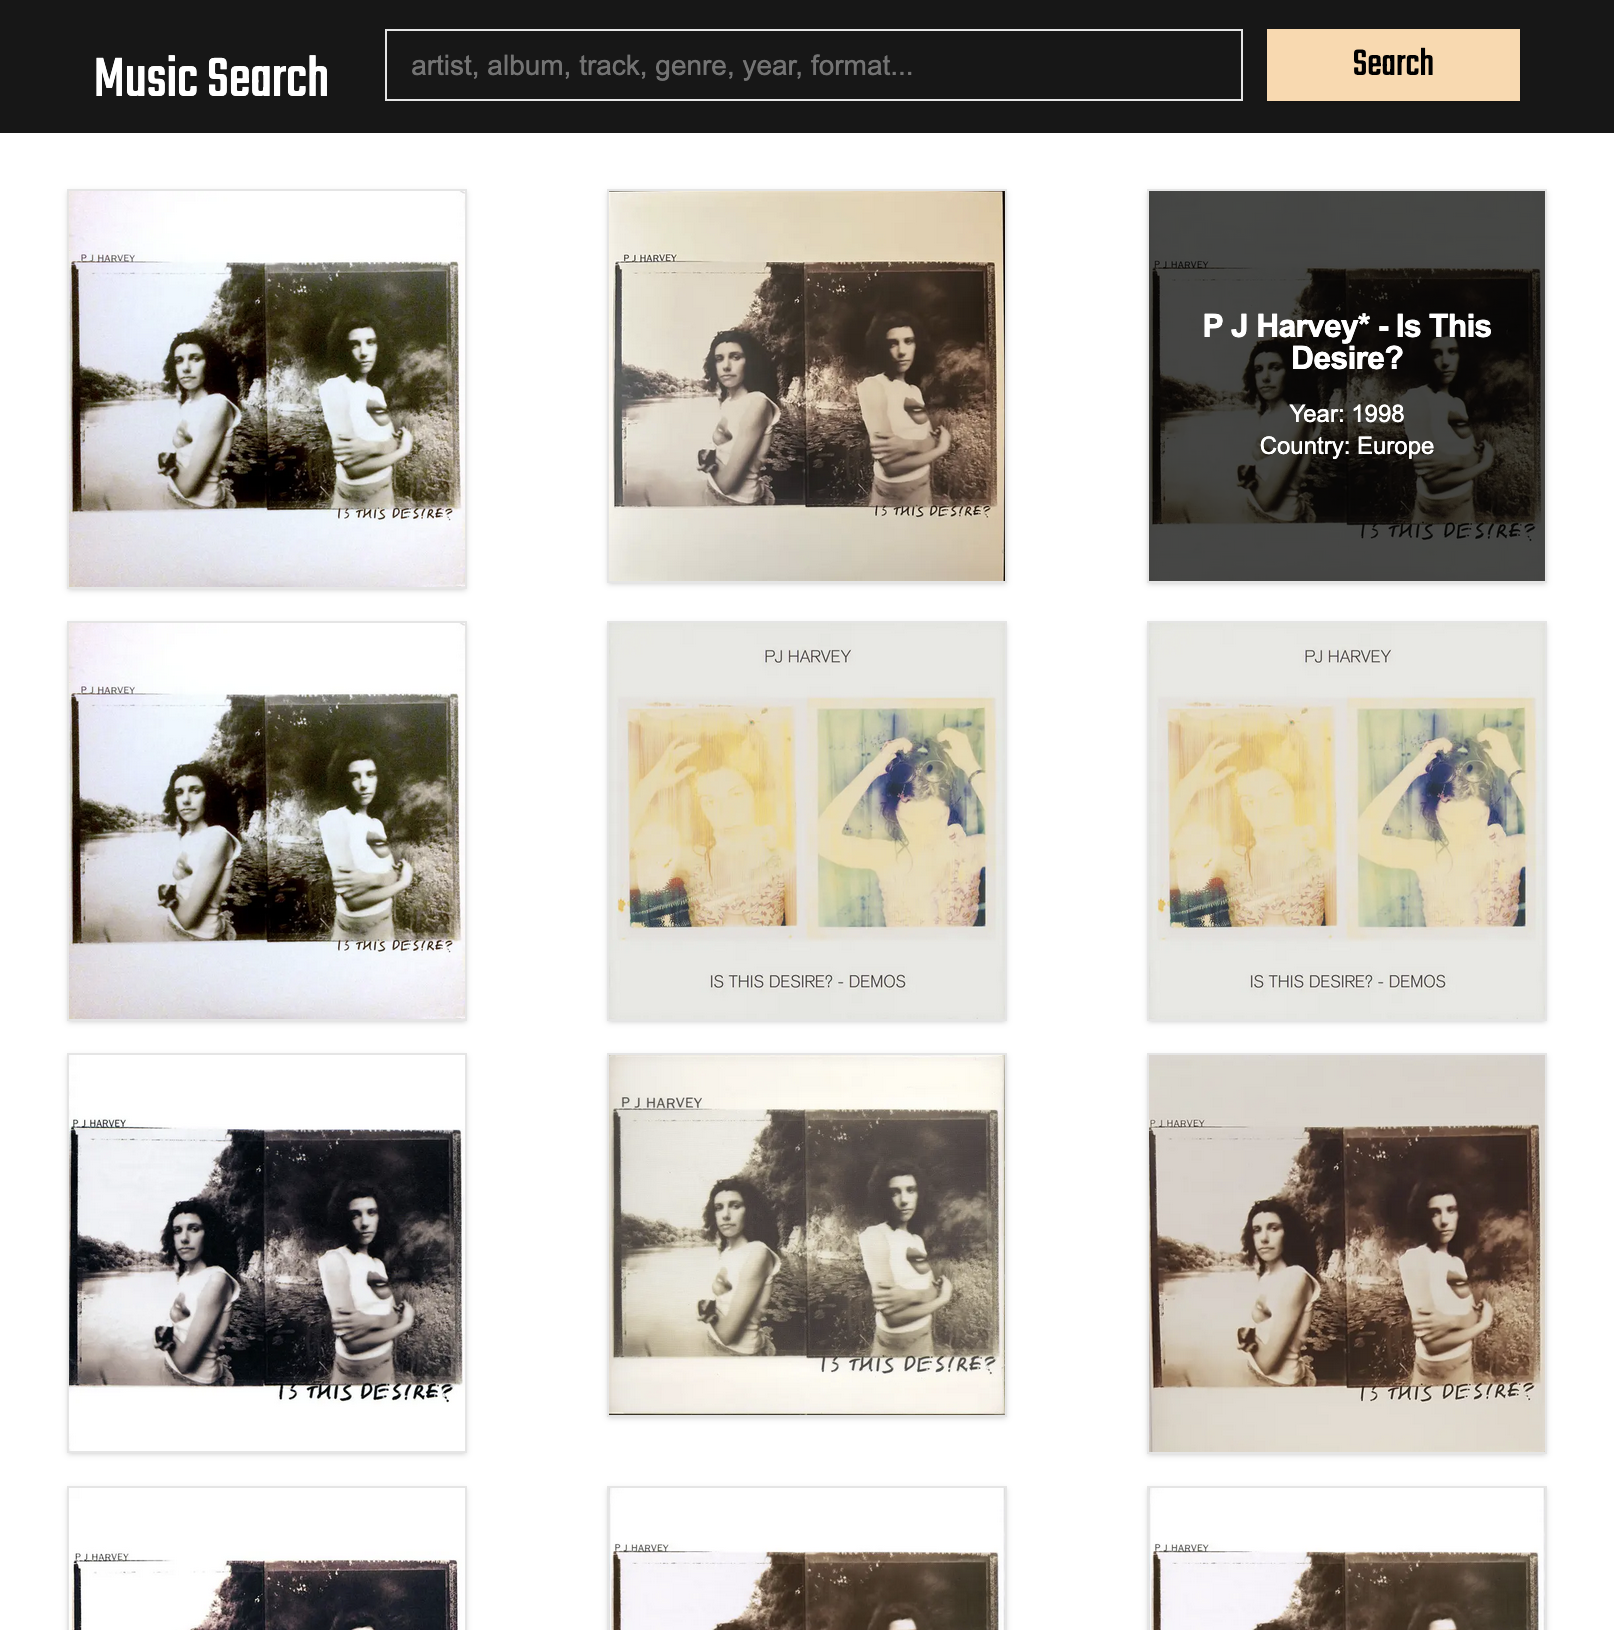 Music Search
artist, album, track, genre, year, format...
Search
P J HARVEY
IS THIS DESIRE?
P J HARVEY
IS THIS DESIRE?
P J HARVEY
P J Harvey* - Is This
Desire?
Year: 1998
Country: Europe
IS THIS DESIRE?
P J HARVEY
IS THIS DESIRE?
PJ HARVEY
IS THIS DESIRE? - DEMOS
PJ HARVEY
IS THIS DESIRE? - DEMOS
P J HARVEY
IS THIS DESIRE?
P J HARVEY
IS THIS DESIRE?
P J HARVEY
IS THIS DESIRE?
P J HARVEY
P J HARVEY
P J HARVEY